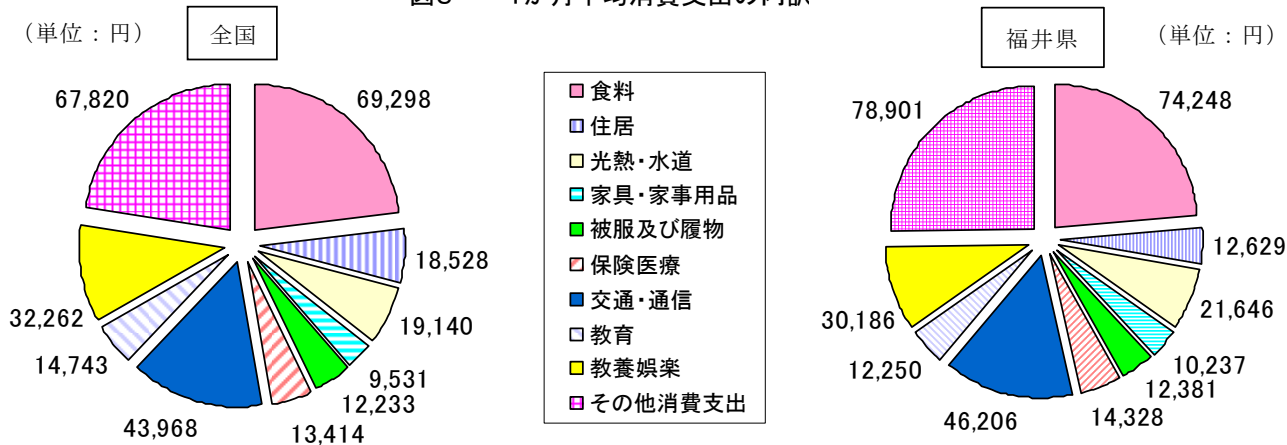 (単位:円)
全国
67,820
69,298
18,528
19,140
9,531
12,233
13,414
43,968
14,743
32,262
食料
住居
光熱・水道
家具・家事用品
被服及び履物
保険医療
交通・通信
教育
教養娯楽
その他消費支出
福井県
(単位:円)
78,901
74,248
12,629
21,646
10,237
12,381
14,328
46,206
12,250
30,186